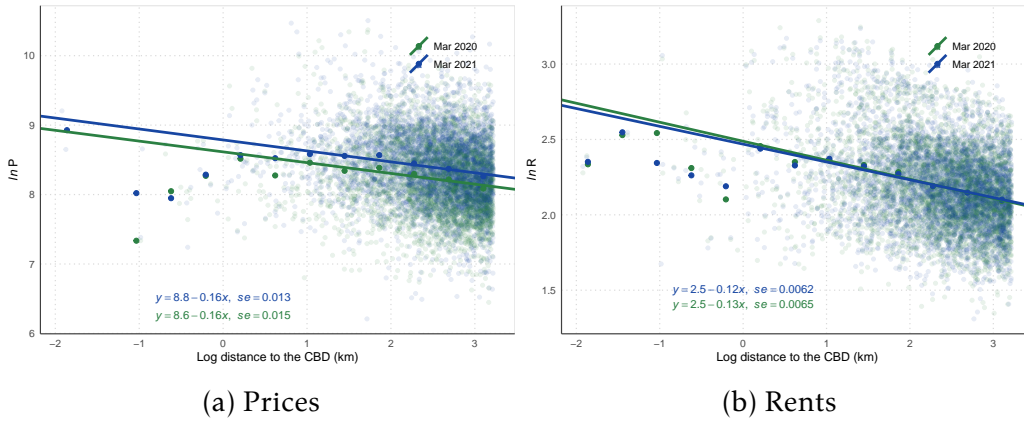 10
9
8
7
6
ln P
−2
−1
0
1
2
3
Log distance to the CBD (km)
Mar 2020
Mar 2021
y = 8.8 − 0.16x, se = 0.013
y = 8.6 − 0.16x, se = 0.015
(a) Prices
3.0
2.5
2.0
1.5
ln R
−2
−1
0
1
2
3
Log distance to the CBD (km)
Mar 2020
Mar 2021
y = 2.5 − 0.12x, se = 0.0062
y = 2.5 − 0.13x, se = 0.0065
(b) Rents